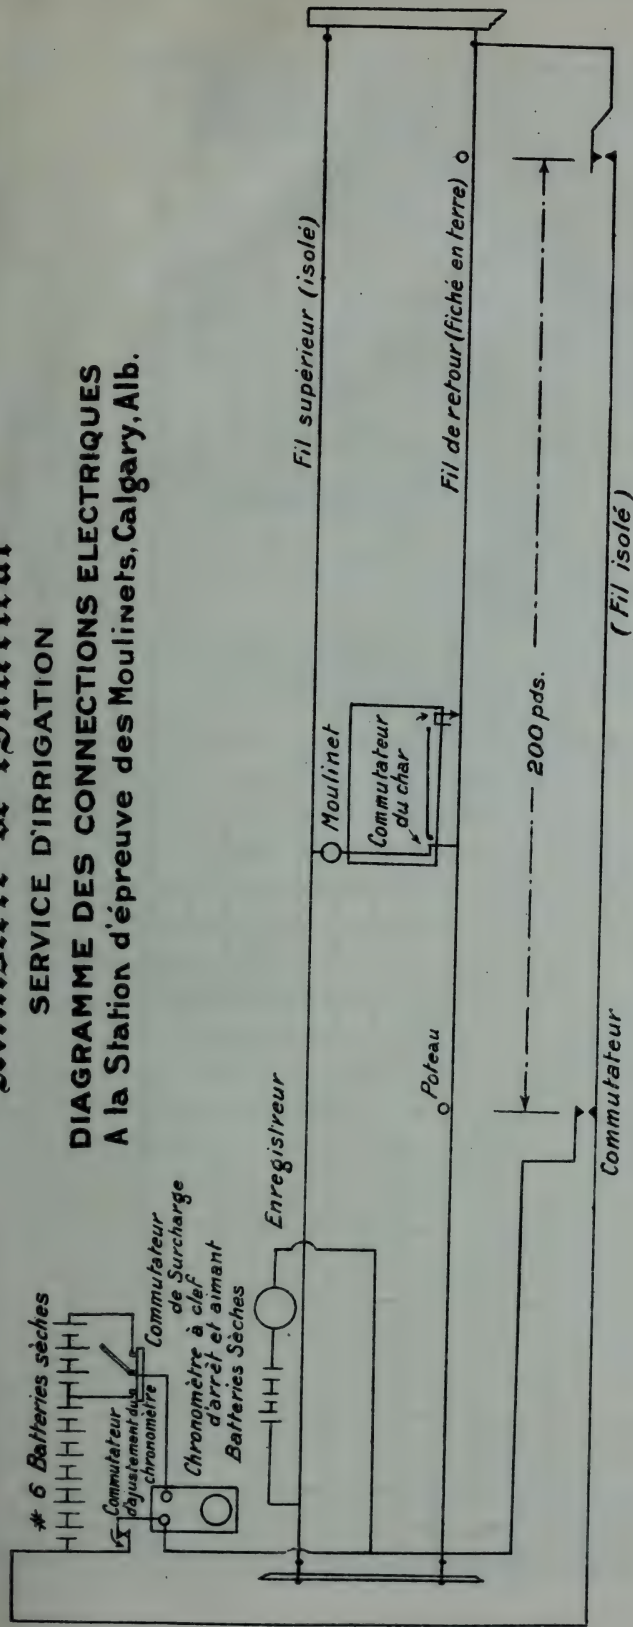 SERVICE D'IRRIGATION
DIAGRAMME DES CONNECTIONS ELECTRIQUES
A la Station d'épreuve des Moulinets, Calgary, Alb.
# 6 Batteries sèches
Commutateur
d'ajustement du
chronomètre
Commutateur
de Surcharge
Chronomètre à clef
d'arrêt et aimant
Batteries Sèches
Enregistreur
Fil supérieur (isolé)
Moulinet
Commutateur
du char
Fil de retour (fiché en terre)
Poteau
200 pds.
Commutateur
(Fil isolé)